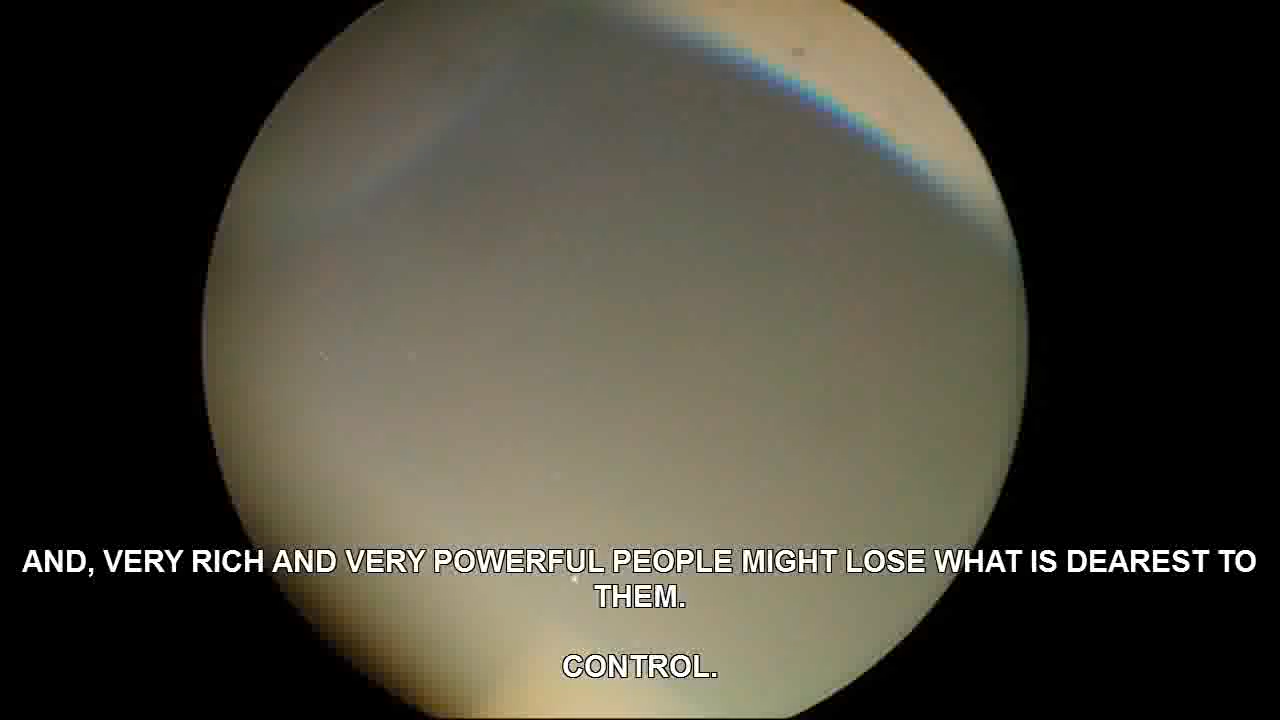 AND, VERY RICH AND VERY POWERFUL PEOPLE MIGHT LOSE WHAT IS DEAREST TO
THEM.
CONTROL.